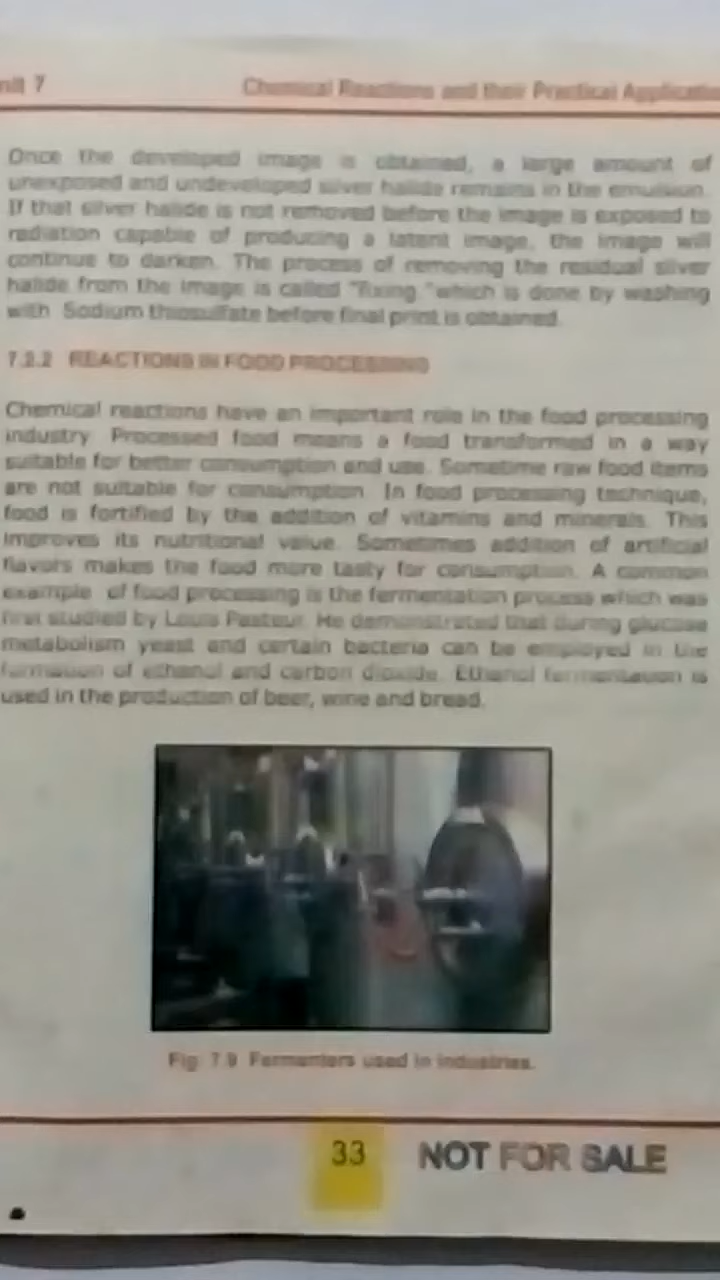 nit 7 Chemical Reactions and their Practical Applicatio
Once the developed image is obtained, a large amount of
unexposed and undeveloped silver halide remains in the emulsion.
If that silver halide is not removed before the image is exposed to
radiation capable of producing a latent image, the image will
continue to darken. The process of removing the residual silver
halide from the image is called "fixing "which is done by washing
with Sodium thiosulfate before final print is obtained.
7.2.2 REACTIONS IN FOOD PROCESSING
Chemical reactions have an important role in the food processing
industry. Processed food means a food transformed in a way
suitable for better consumption and use. Sometime raw food items
are not suitable for consumption. In food processing technique,
food is fortified by the addition of vitamins and minerals. This
improves its nutritional value. Sometimes addition of artificial
flavors makes the food more tasty for consumption. A common
example of food processing is the fermentation process which was
first studied by Louis Pasteur. He demonstrated that during glucose
metabolism yeast and certain bacteria can be employed in the
formation of ethanol and carbon dioxide. Ethanol fermentation is
used in the production of beer, wine and bread.
Fig: 7.9 Fermenters used in industries.
33 NOT FOR SALE